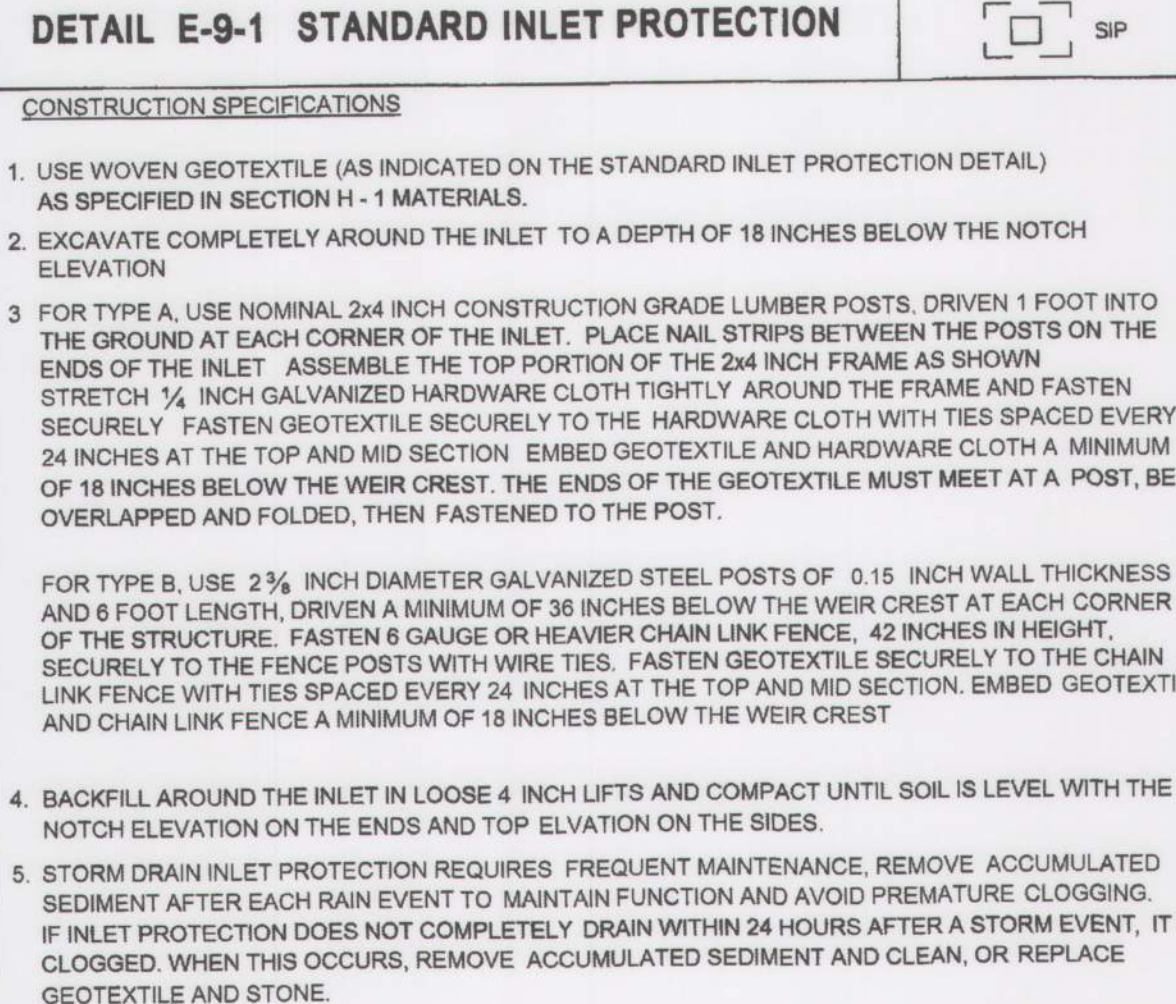 DETAIL E-9-1 STANDARD INLET PROTECTION
SIP
CONSTRUCTION SPECIFICATIONS
1. USE WOVEN GEOTEXTILE (AS INDICATED ON THE STANDARD INLET PROTECTION DETAIL)
AS SPECIFIED IN SECTION H - 1 MATERIALS.
2. EXCAVATE COMPLETELY AROUND THE INLET TO A DEPTH OF 18 INCHES BELOW THE NOTCH
ELEVATION
3 FOR TYPE A, USE NOMINAL 2x4 INCH CONSTRUCTION GRADE LUMBER POSTS, DRIVEN 1 FOOT INTO
THE GROUND AT EACH CORNER OF THE INLET. PLACE NAIL STRIPS BETWEEN THE POSTS ON THE
ENDS OF THE INLET ASSEMBLE THE TOP PORTION OF THE 2x4 INCH FRAME AS SHOWN
STRETCH ¼ INCH GALVANIZED HARDWARE CLOTH TIGHTLY AROUND THE FRAME AND FASTEN
SECURELY FASTEN GEOTEXTILE SECURELY TO THE HARDWARE CLOTH WITH TIES SPACED EVERY
24 INCHES AT THE TOP AND MID SECTION EMBED GEOTEXTILE AND HARDWARE CLOTH A MINIMUM
OF 18 INCHES BELOW THE WEIR CREST. THE ENDS OF THE GEOTEXTILE MUST MEET AT A POST, BE
OVERLAPPED AND FOLDED, THEN FASTENED TO THE POST.
FOR TYPE B, USE 2 ⅜ INCH DIAMETER GALVANIZED STEEL POSTS OF 0.15 INCH WALL THICKNESS
AND 6 FOOT LENGTH, DRIVEN A MINIMUM OF 36 INCHES BELOW THE WEIR CREST AT EACH CORNER
OF THE STRUCTURE. FASTEN 6 GAUGE OR HEAVIER CHAIN LINK FENCE, 42 INCHES IN HEIGHT,
SECURELY TO THE FENCE POSTS WITH WIRE TIES. FASTEN GEOTEXTILE SECURELY TO THE CHAIN
LINK FENCE WITH TIES SPACED EVERY 24 INCHES AT THE TOP AND MID SECTION. EMBED GEOTEXTI
AND CHAIN LINK FENCE A MINIMUM OF 18 INCHES BELOW THE WEIR CREST
4. BACKFILL AROUND THE INLET IN LOOSE 4 INCH LIFTS AND COMPACT UNTIL SOIL IS LEVEL WITH THE
NOTCH ELEVATION ON THE ENDS AND TOP ELVATION ON THE SIDES.
5. STORM DRAIN INLET PROTECTION REQUIRES FREQUENT MAINTENANCE, REMOVE ACCUMULATED
SEDIMENT AFTER EACH RAIN EVENT TO MAINTAIN FUNCTION AND AVOID PREMATURE CLOGGING.
IF INLET PROTECTION DOES NOT COMPLETELY DRAIN WITHIN 24 HOURS AFTER A STORM EVENT, IT
CLOGGED. WHEN THIS OCCURS, REMOVE ACCUMULATED SEDIMENT AND CLEAN, OR REPLACE
GEOTEXTILE AND STONE.